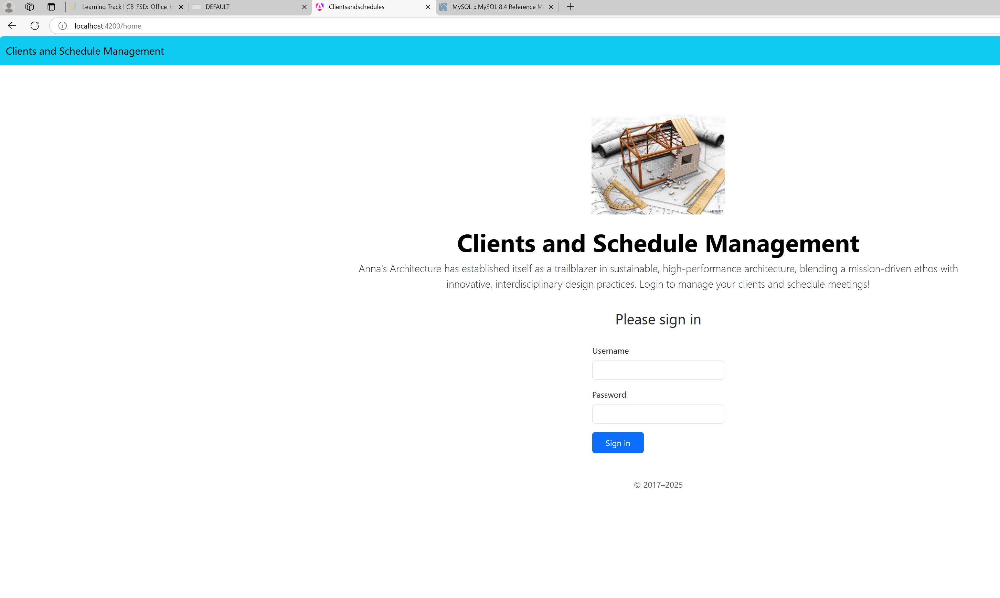 Learning Track | CB-FSD:-Office-H
DEFAULT
Clientsandschedules
MySQL :: MySQL 8.4 Reference M
localhost:4200/home
Clients and Schedule Management
Adobe Stock
Clients and Schedule Management
Anna's Architecture has established itself as a trailblazer in sustainable, high-performance architecture, blending a mission-driven ethos with
innovative, interdisciplinary design practices. Login to manage your clients and schedule meetings!
Please sign in
Username
Password
Sign in
© 2017–2025